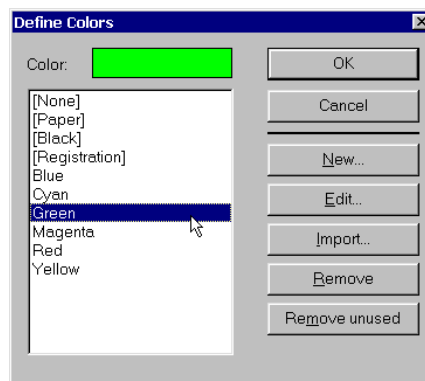 Define Colors
Color:
OK
[None]
[Paper]
[Black]
[Registration]
Blue
Cyan
Green
Magenta
Red
Yellow
Cancel
New...
Edit...
Import...
Remove
Remove unused